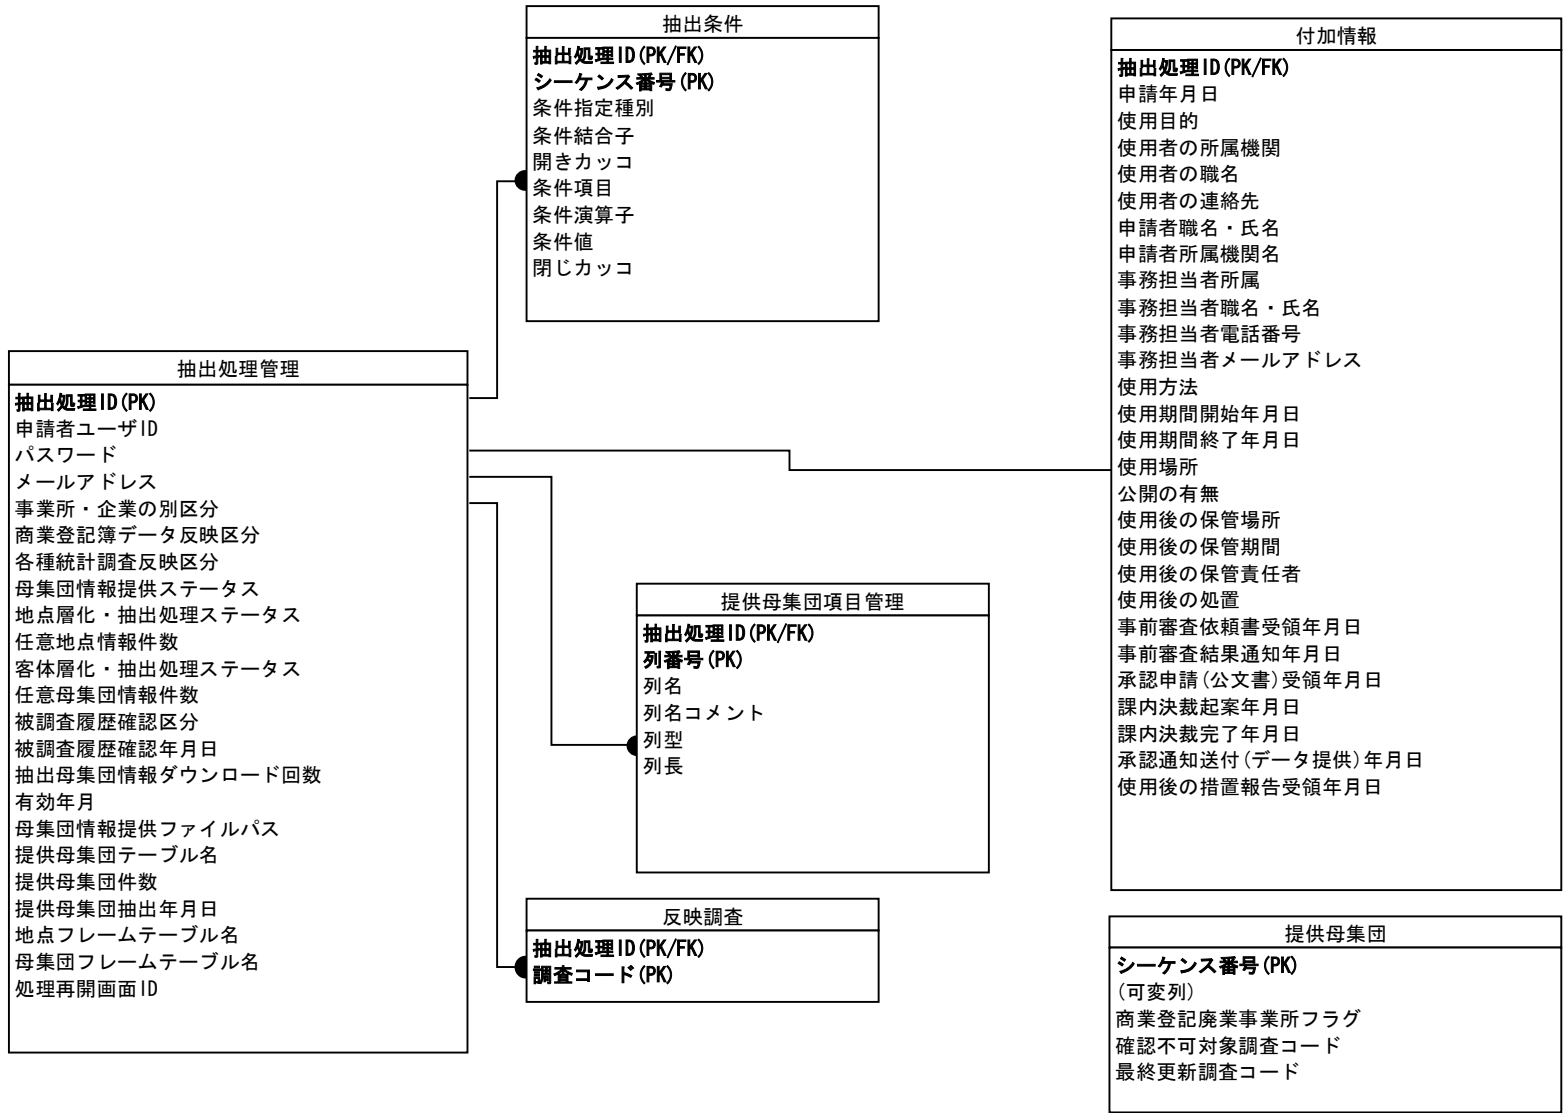 抽出条件
抽出処理ID(PK/FK)
シーケンス番号(PK)
条件指定種別
条件結合子
開きカッコ
条件項目
条件演算子
条件値
閉じカッコ
付加情報
抽出処理ID(PK/FK)
申請年月日
使用目的
使用者の所属機関
使用者の職名
使用者の連絡先
申請者職名・氏名
申請者所属機関名
事務担当者所属
事務担当者職名・氏名
事務担当者電話番号
事務担当者メールアドレス
使用方法
使用期間開始年月日
使用期間終了年月日
使用場所
公開の有無
使用後の保管場所
使用後の保管期間
使用後の保管責任者
使用後の処置
事前審査依頼書受領年月日
事前審査結果通知年月日
承認申請(公文書)受領年月日
課内決裁起案年月日
課内決裁完了年月日
承認通知送付(データ提供)年月日
使用後の措置報告受領年月日
抽出処理管理
抽出処理ID(PK)
申請者ユーザID
パスワード
メールアドレス
事業所・企業の別区分
商業登記簿データ反映区分
各種統計調査反映区分
母集団情報提供ステータス
地点層化・抽出処理ステータス
任意地点情報件数
客体層化・抽出処理ステータス
任意母集団情報件数
被調査履歴確認区分
被調査履歴確認年月日
抽出母集団情報ダウンロード回数
有効年月
母集団情報提供ファイルパス
提供母集団テーブル名
提供母集団件数
提供母集団抽出年月日
地点フレームテーブル名
母集団フレームテーブル名
処理再開画面ID
提供母集団項目管理
抽出処理ID(PK/FK)
列番号(PK)
列名
列名コメント
列型
列長
反映調査
抽出処理ID(PK/FK)
調査コード(PK)
提供母集団
シーケンス番号(PK)
(可変列)
商業登記廃業事業所フラグ
確認不可対象調査コード
最終更新調査コード